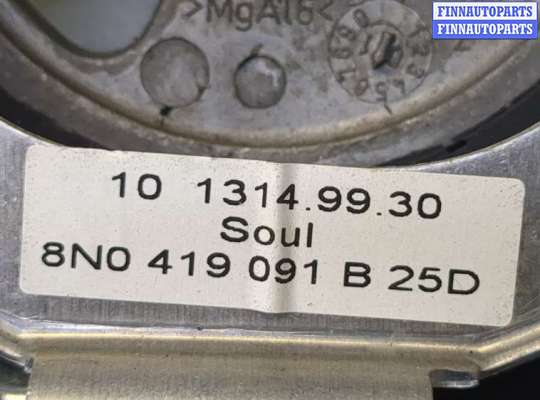 FINNAUTOPARTS
FINNAUTOPARTS
>MgAl6<
10 1314.99.30
Soul
8N0 419 091 B 25D